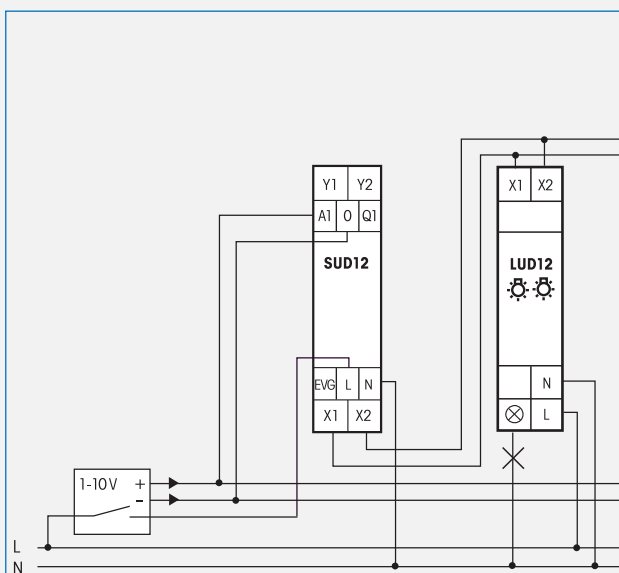 Y1 Y2
A1 0 Q1
SUD12
EVG L N
X1 X2
X1 X2
LUD12
N
L
1-10V +
-
L
N